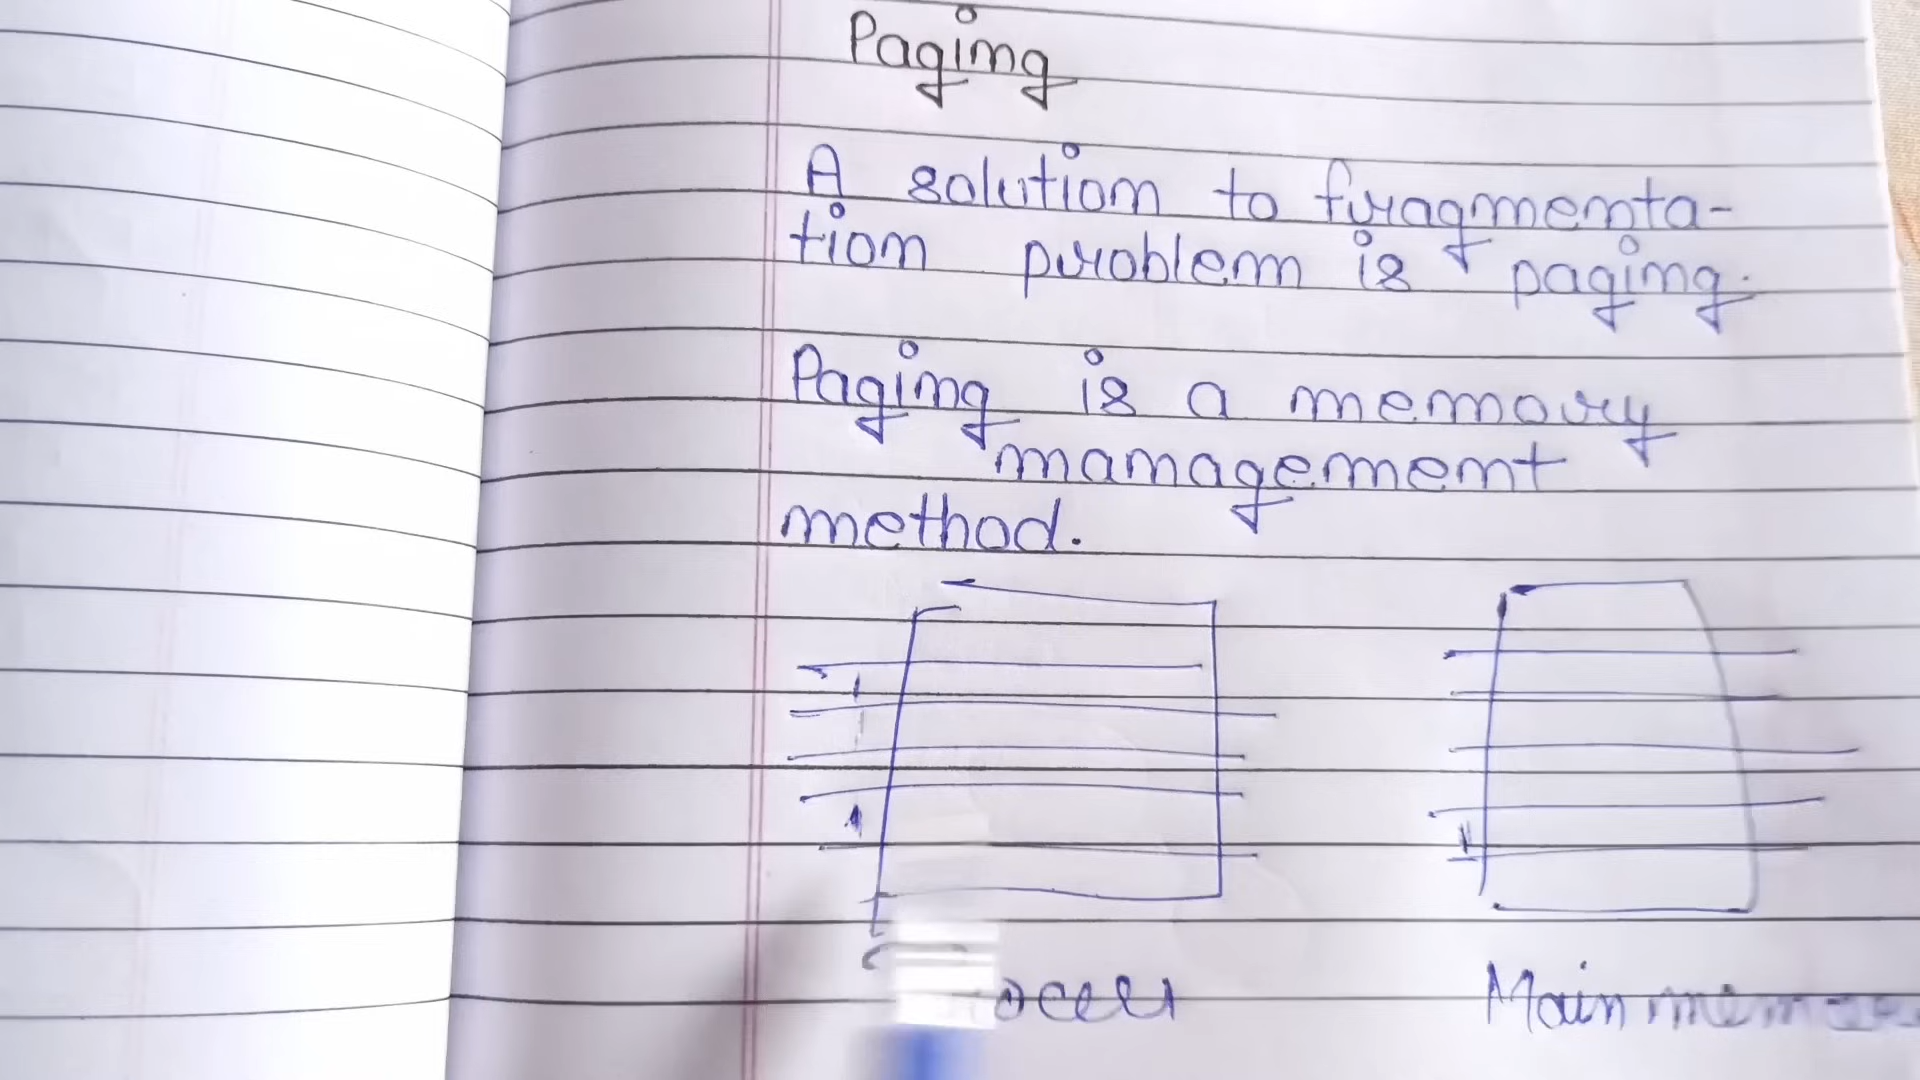 Paging
A solution to fragmenta-
tion problem is paging.
Paging is a memory
management
method.
Main